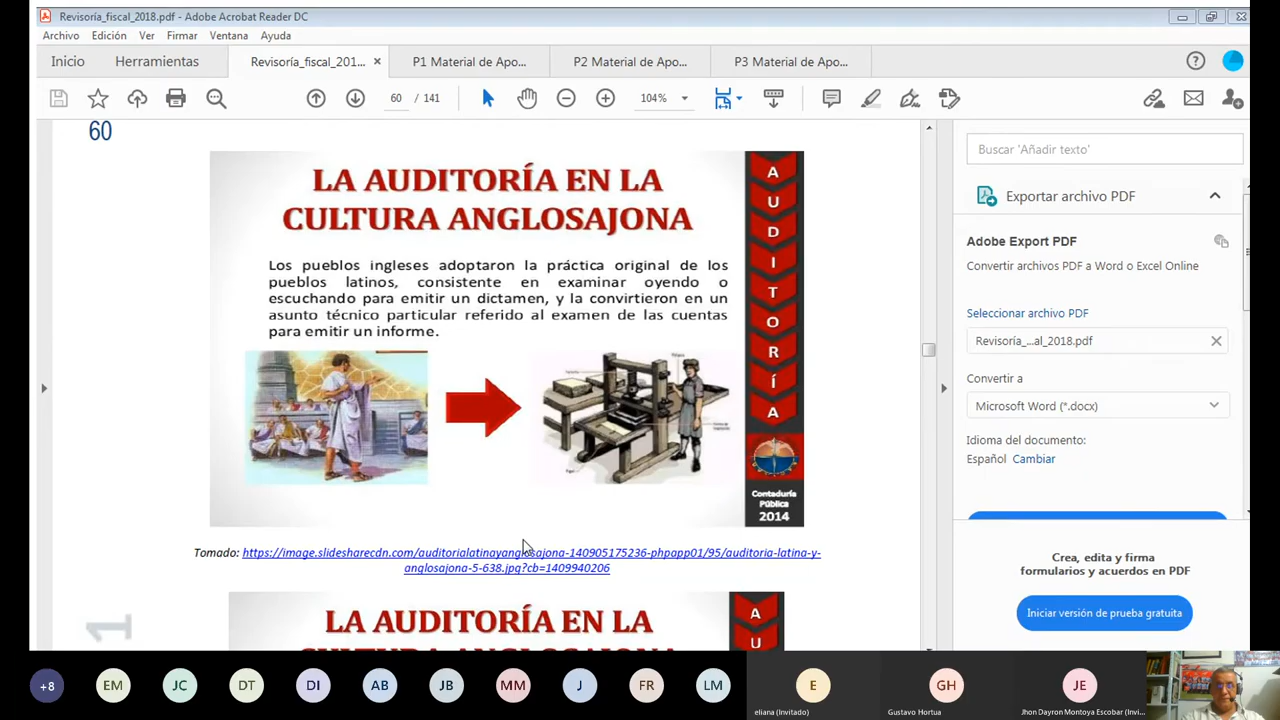 Revisoría_fiscal_2018.pdf - Adobe Acrobat Reader DC
Archivo Edición Ver Firmar Ventana Ayuda
Inicio Herramientas Revisoría_fiscal_201... × P1 Material de Apo... P2 Material de Apo... P3 Material de Apo...
60 / 141 104%
60
LA AUDITORÍA EN LA
CULTURA ANGLOSAJONA
Los pueblos ingleses adoptaron la práctica original de los
pueblos latinos, consistente en examinar oyendo o
escuchando para emitir un dictamen, y la convirtieron en un
asunto técnico particular referido al examen de las cuentas
para emitir un informe.
A
U
D
I
T
O
R
Í
A
Contaduría
Pública
2014
Tomado: https://image.slidesharecdn.com/auditorialatinayanglosajona-140905175236-phpapp01/95/auditoria-latina-y-
anglosajona-5-638.jpg?cb=1409940206
1
LA AUDITORÍA EN LA
CULTURA ANGLOSAJONA
A
U
Buscar 'Añadir texto'
Exportar archivo PDF
Adobe Export PDF
Convertir archivos PDF a Word o Excel Online
Seleccionar archivo PDF
Revisoría_...al_2018.pdf
Convertir a
Microsoft Word (*.docx)
Idioma del documento:
Español Cambiar
Crea, edita y firma
formularios y acuerdos en PDF
Iniciar versión de prueba gratuita
+8 EM JC DT DI AB JB MM J FR LM E GH JE
eliana (Invitado) Gustavo Hortua Jhon Dayron Montoya Escobar (Invi...